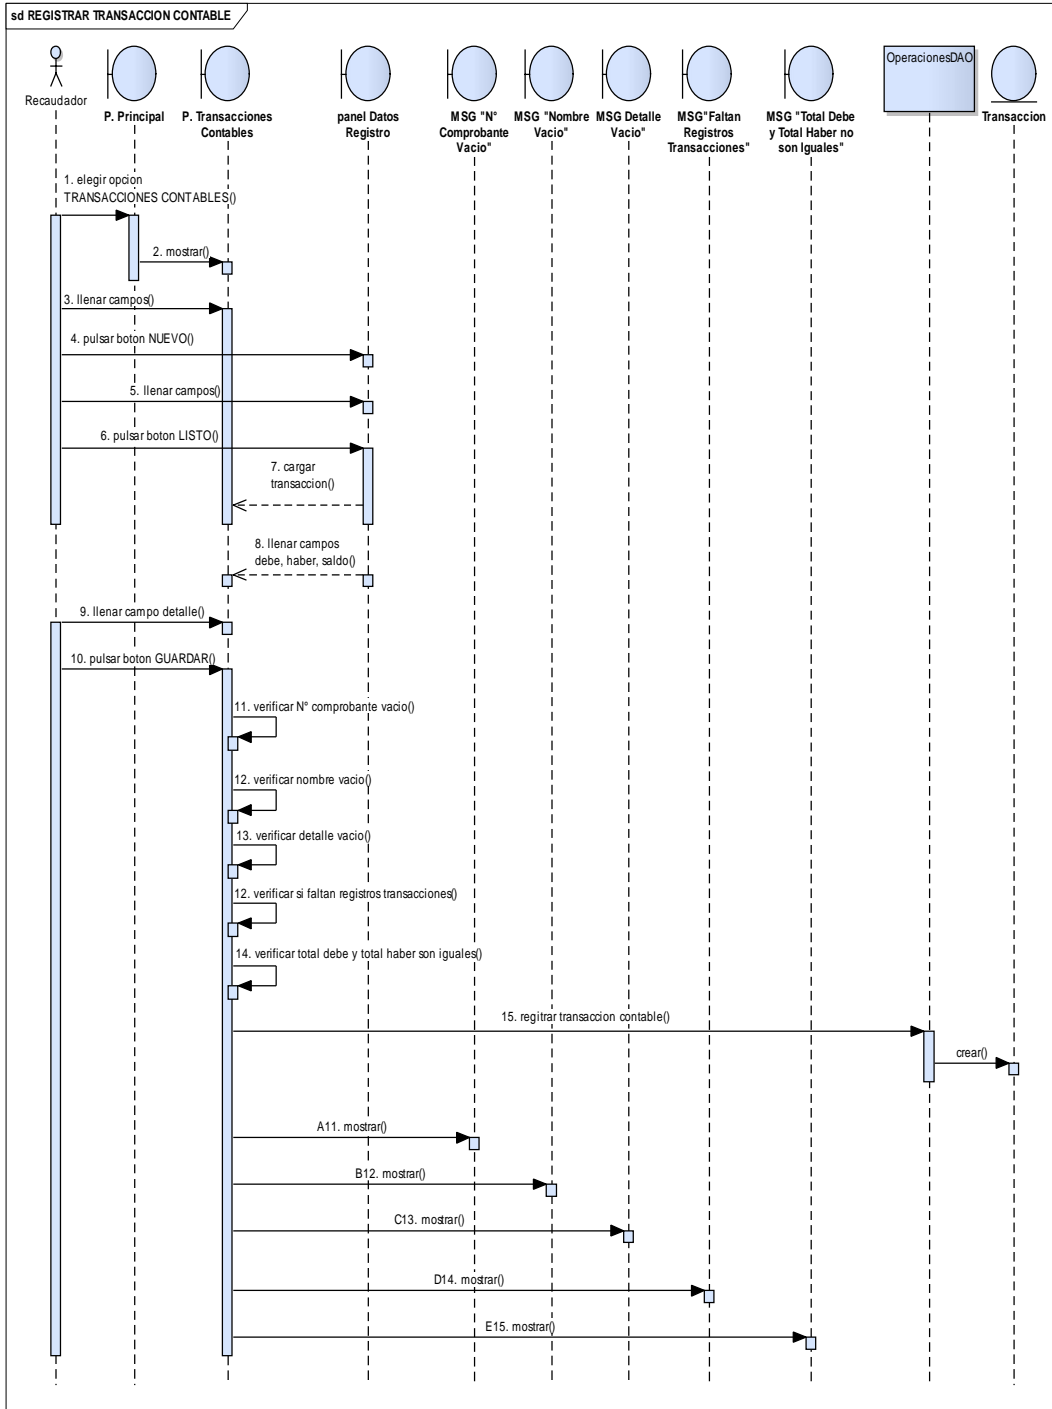 sd REGISTRAR TRANSACCION CONTABLE
Recaudador
P. Principal
P. Transacciones
Contables
panel Datos
Registro
MSG "N°
Comprobante
Vacio"
MSG "Nombre
Vacio"
MSG Detalle
Vacio"
MSG"Faltan
Registros
Transacciones"
MSG "Total Debe
y Total Haber no
son Iguales"
OperacionesDAO
Transaccion
1. elegir opcion
TRANSACCIONES CONTABLES()
2. mostrar()
3. llenar campos()
4. pulsar boton NUEVO()
5. llenar campos()
6. pulsar boton LISTO()
7. cargar
transaccion()
8. llenar campos
debe, haber, saldo()
9. llenar campo detalle()
10. pulsar boton GUARDAR()
11. verificar N° comprobante vacio()
12. verificar nombre vacio()
13. verificar detalle vacio()
12. verificar si faltan registros transacciones()
14. verificar total debe y total haber son iguales()
15. regitrar transaccion contable()
crear()
A11. mostrar()
B12. mostrar()
C13. mostrar()
D14. mostrar()
E15. mostrar()